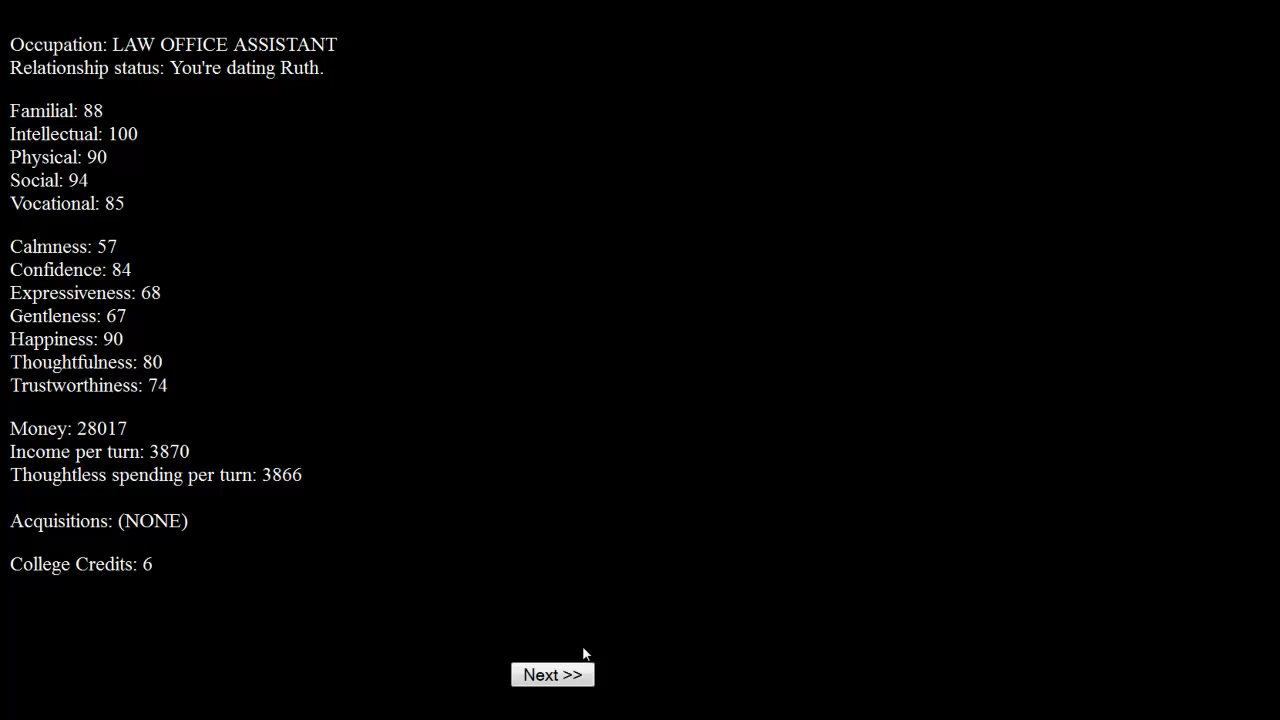 Occupation: LAW OFFICE ASSISTANT
Relationship status: You're dating Ruth.
Familial: 88
Intellectual: 100
Physical: 90
Social: 94
Vocational: 85
Calmness: 57
Confidence: 84
Expressiveness: 68
Gentleness: 67
Happiness: 90
Thoughtfulness: 80
Trustworthiness: 74
Money: 28017
Income per turn: 3870
Thoughtless spending per turn: 3866
Acquisitions: (NONE)
College Credits: 6
Next >>